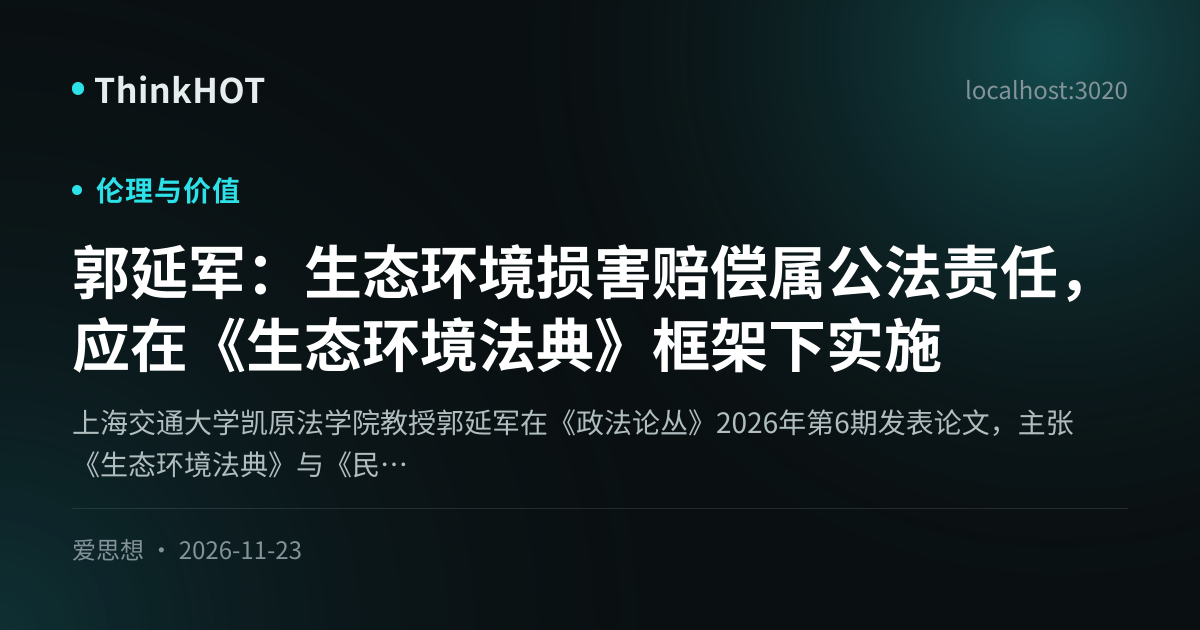 ThinkHOT
localhost:3020
伦理与价值
郭延军：生态环境损害赔偿属公法责任，
应在《生态环境法典》框架下实施
上海交通大学凯原法学院教授郭延军在《政法论丛》2026年第6期发表论文，主张
《生态环境法典》与《民…
爱思想 · 2026-11-23